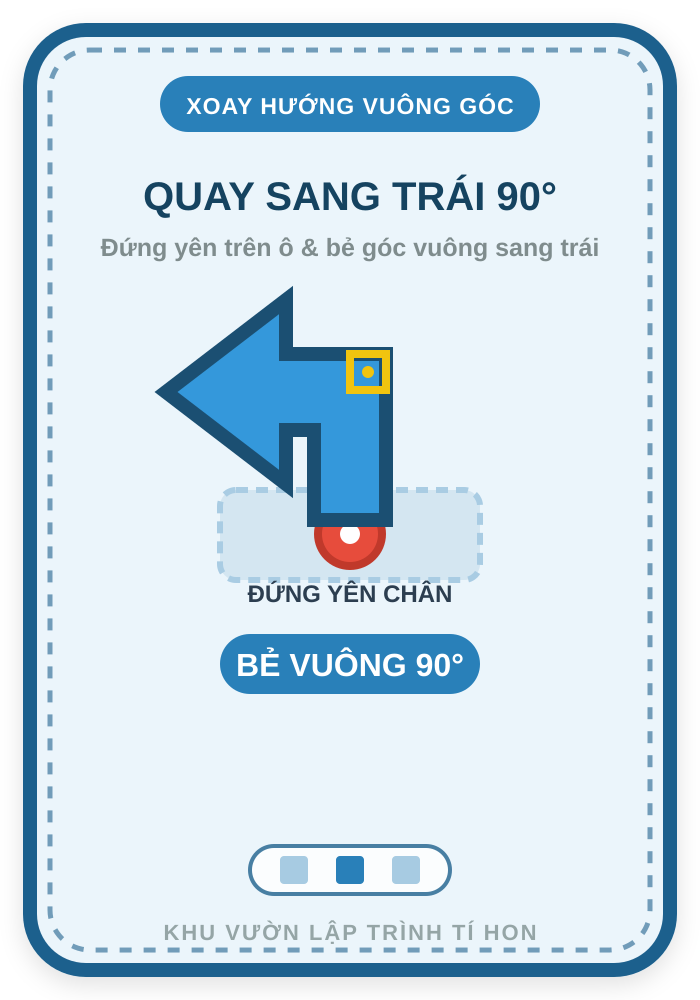 XOAY HƯỚNG VUÔNG GÓC
QUAY SANG TRÁI 90°
Đứng yên trên ô & bẻ góc vuông sang trái
ĐỨNG YÊN CHÂN
BẺ VUÔNG 90°
KHU VƯỜN LẬP TRÌNH TÍ HON